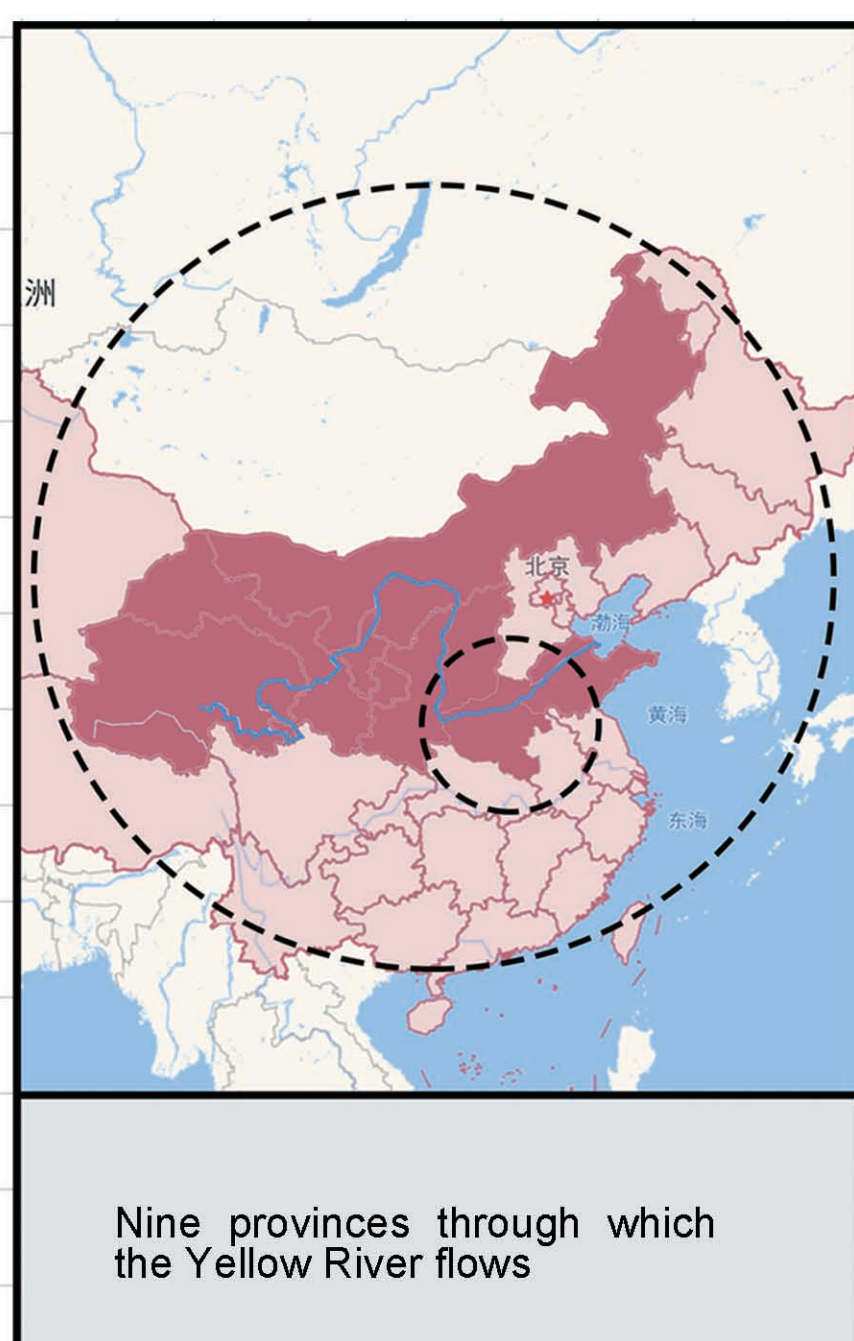 洲
北京
渤海
黄海
东海
Nine provinces through which
the Yellow River flows